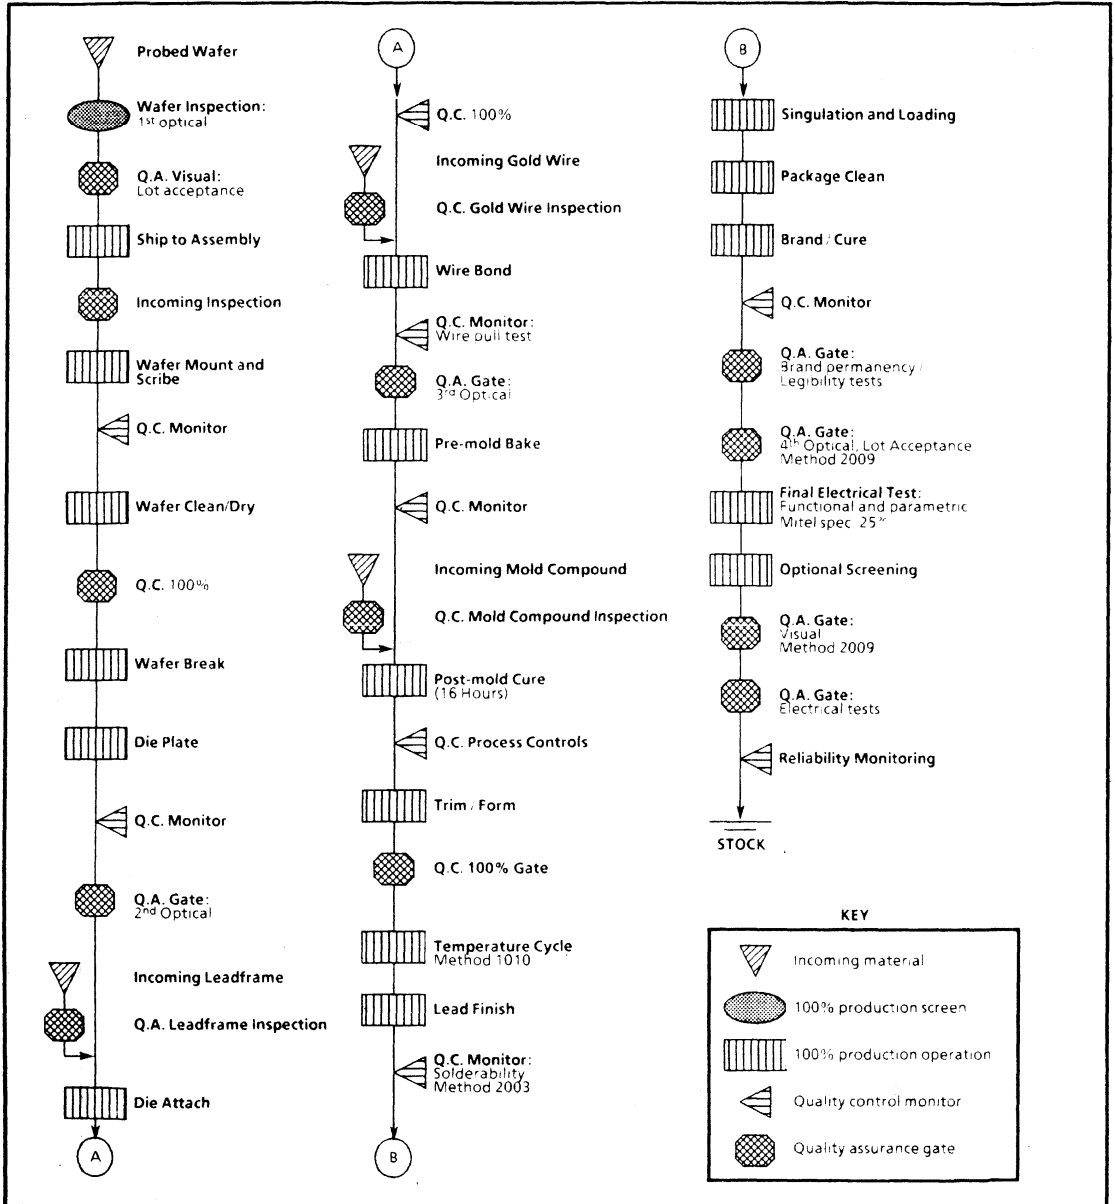 Probed Wafer
Wafer Inspection:
1st optical
Q.A. Visual:
Lot acceptance
Ship to Assembly
Incoming Inspection
Wafer Mount and
Scribe
Q.C. Monitor
Wafer Clean/Dry
Q.C. 100%
Wafer Break
Die Plate
Q.C. Monitor
Q.A. Gate:
2nd Optical
Incoming Leadframe
Q.A. Leadframe Inspection
Die Attach
A
A
Q.C. 100%
Incoming Gold Wire
Q.C. Gold Wire Inspection
Wire Bond
Q.C. Monitor:
Wire pull test
Q.A. Gate:
3rd Optical
Pre-mold Bake
Q.C. Monitor
Incoming Mold Compound
Q.C. Mold Compound Inspection
Post-mold Cure
(16 Hours)
Q.C. Process Controls
Trim / Form
Q.C. 100% Gate
Temperature Cycle
Method 1010
Lead Finish
Q.C. Monitor:
Solderability
Method 2003
B
B
Singulation and Loading
Package Clean
Brand / Cure
Q.C. Monitor
Q.A. Gate:
Brand permanency /
Legibility tests
Q.A. Gate:
4th Optical, Lot Acceptance
Method 2009
Final Electrical Test:
Functional and parametric
Mitel spec 25
Optional Screening
Q.A. Gate:
Visual
Method 2009
Q.A. Gate:
Electrical tests
Reliability Monitoring
STOCK
KEY
Incoming material
100% production screen
100% production operation
Quality control monitor
Quality assurance gate